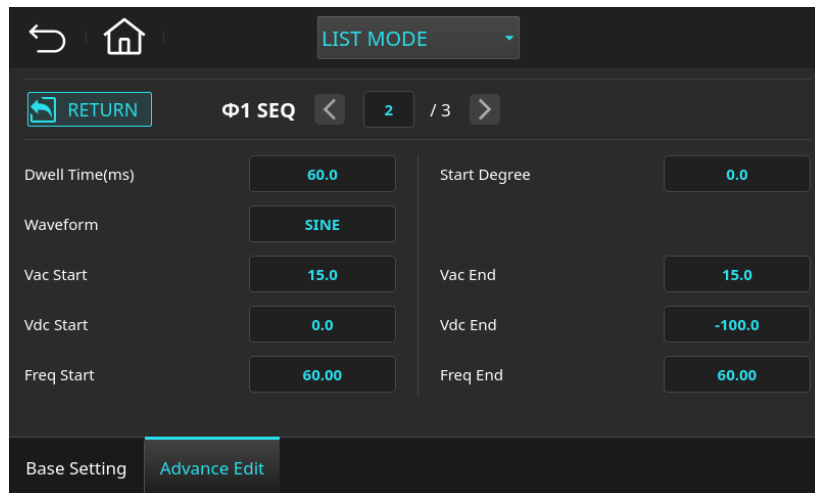 LIST MODE
RETURN Φ1 SEQ 2 / 3
Dwell Time(ms) 60.0 Start Degree 0.0
Waveform SINE
Vac Start 15.0 Vac End 15.0
Vdc Start 0.0 Vdc End -100.0
Freq Start 60.00 Freq End 60.00
Base Setting Advance Edit